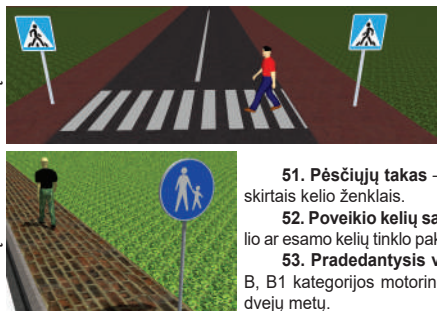 51. Pėsčiųjų takas –
skirtais kelio ženklais.
52. Poveikio kelių sa
lio ar esamo kelių tinklo pak
53. Pradedantysis v
B, B1 kategorijos motorin
dvejų metų.